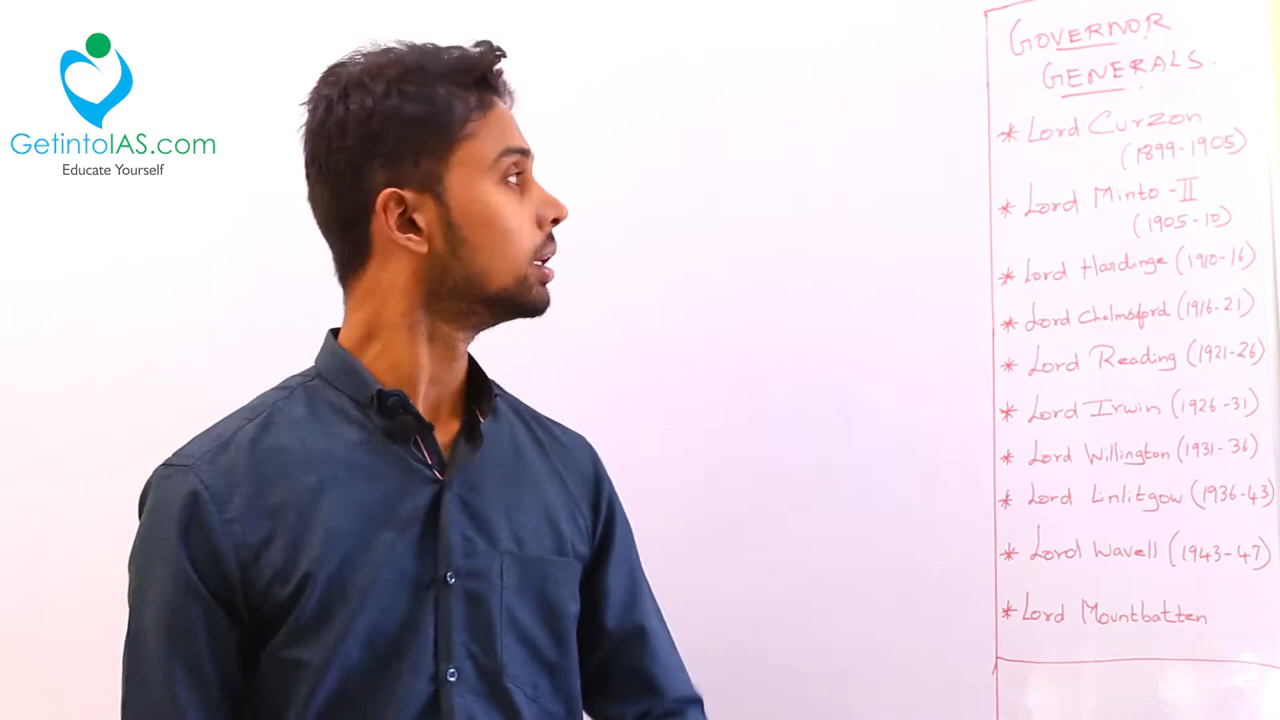 GetintoIAS.com
Educate Yourself
GOVERNOR
GENERALS.
* Lord Curzon
(1899-1905)
* Lord Minto-II
(1905-10)
* Lord Hardinge (1910-16)
* Lord Chelmsford (1916-21)
* Lord Reading (1921-26)
* Lord Irwin (1926-31)
* Lord Willington (1931-36)
* Lord Linlitgow (1936-43)
* Lord Wavell (1943-47)
* Lord Mountbatten